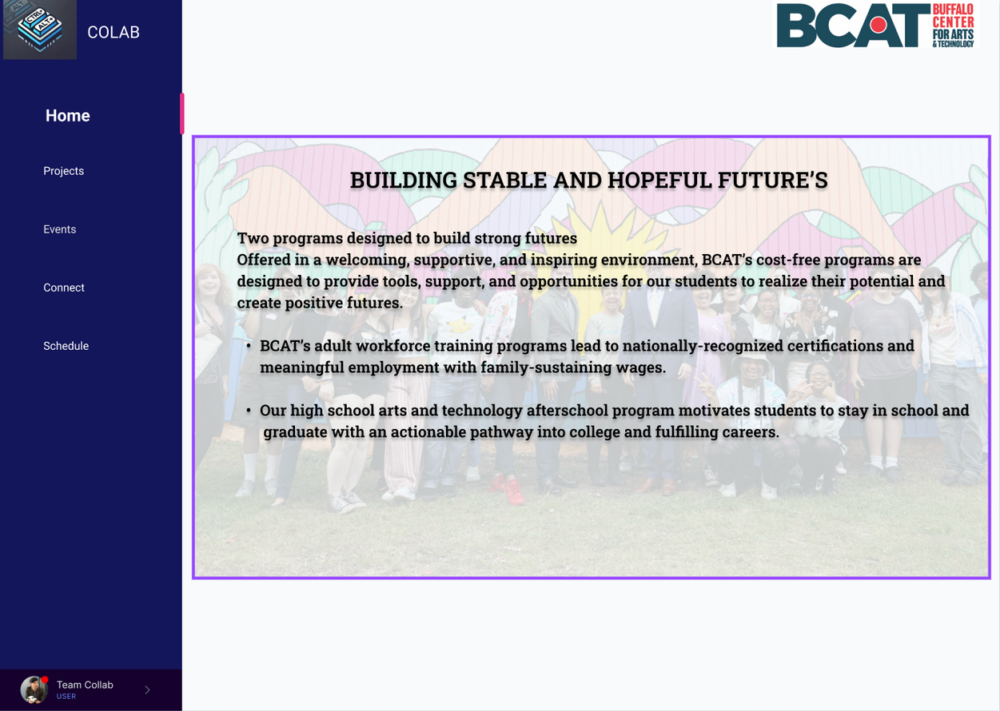 CTRL
ALT
COLAB
BCAT
BUFFALO
CENTER
FOR ARTS
& TECHNOLOGY
Home
Projects
Events
Connect
Schedule
BUILDING STABLE AND HOPEFUL FUTURE’S
Two programs designed to build strong futures
Offered in a welcoming, supportive, and inspiring environment, BCAT’s cost-free programs are
designed to provide tools, support, and opportunities for our students to realize their potential and
create positive futures.
• BCAT’s adult workforce training programs lead to nationally-recognized certifications and
meaningful employment with family-sustaining wages.
• Our high school arts and technology afterschool program motivates students to stay in school and
graduate with an actionable pathway into college and fulfilling careers.
Team Collab
USER